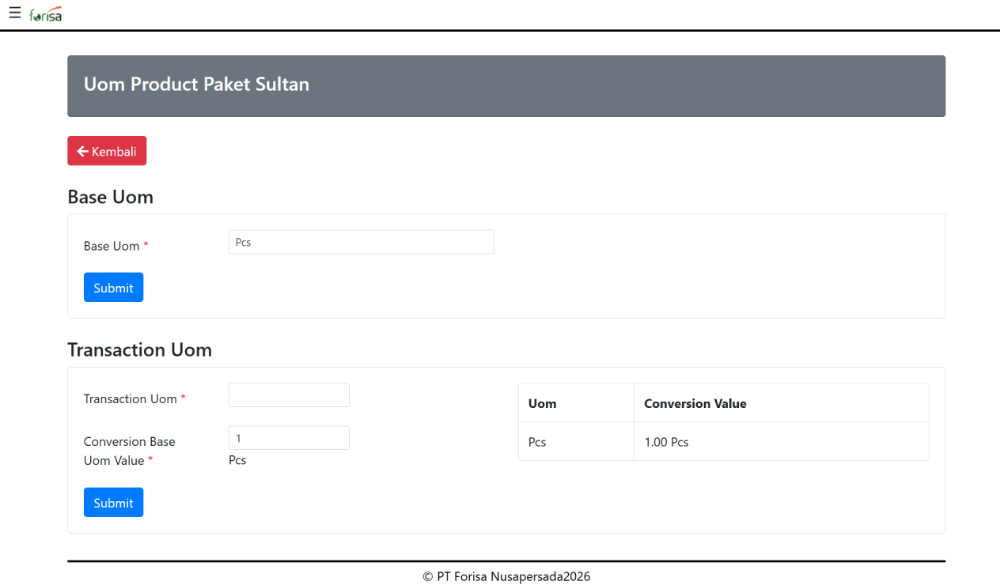 forisa
Uom Product Paket Sultan
Kembali
Base Uom
Base Uom *
Pcs
Submit
Transaction Uom
Transaction Uom *
Conversion Base
Uom Value *
1
Pcs
Submit
Uom Conversion Value
Pcs 1.00 Pcs
© PT Forisa Nusapersada2026